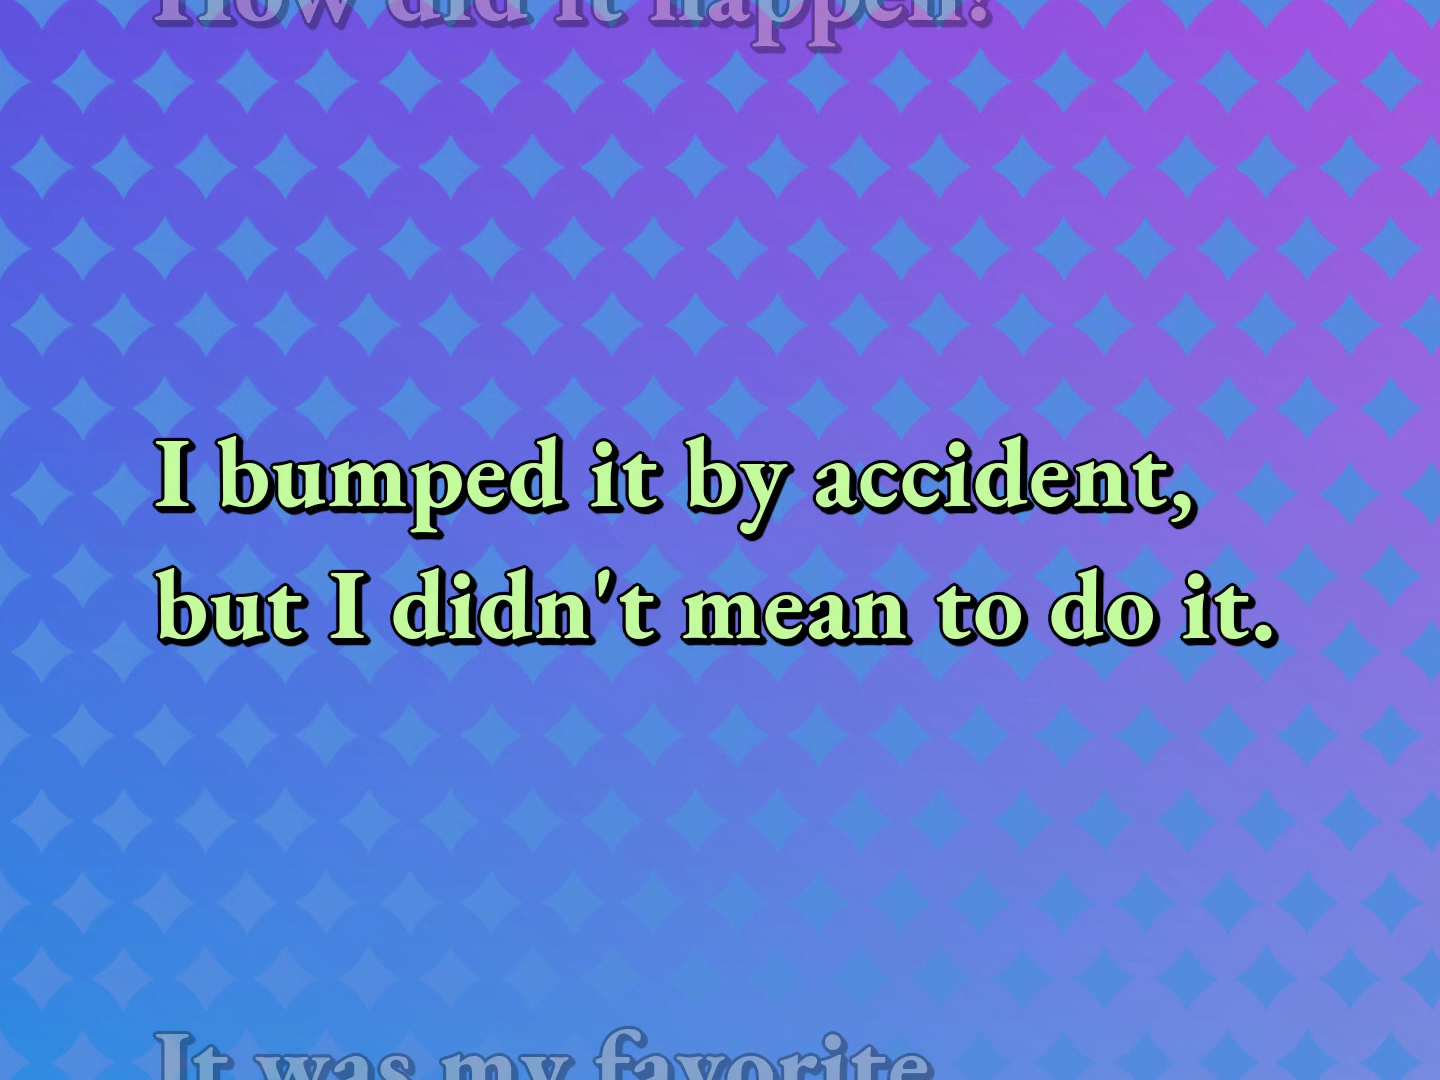 How did it happen?
I bumped it by accident,
but I didn't mean to do it.
It was my favorite